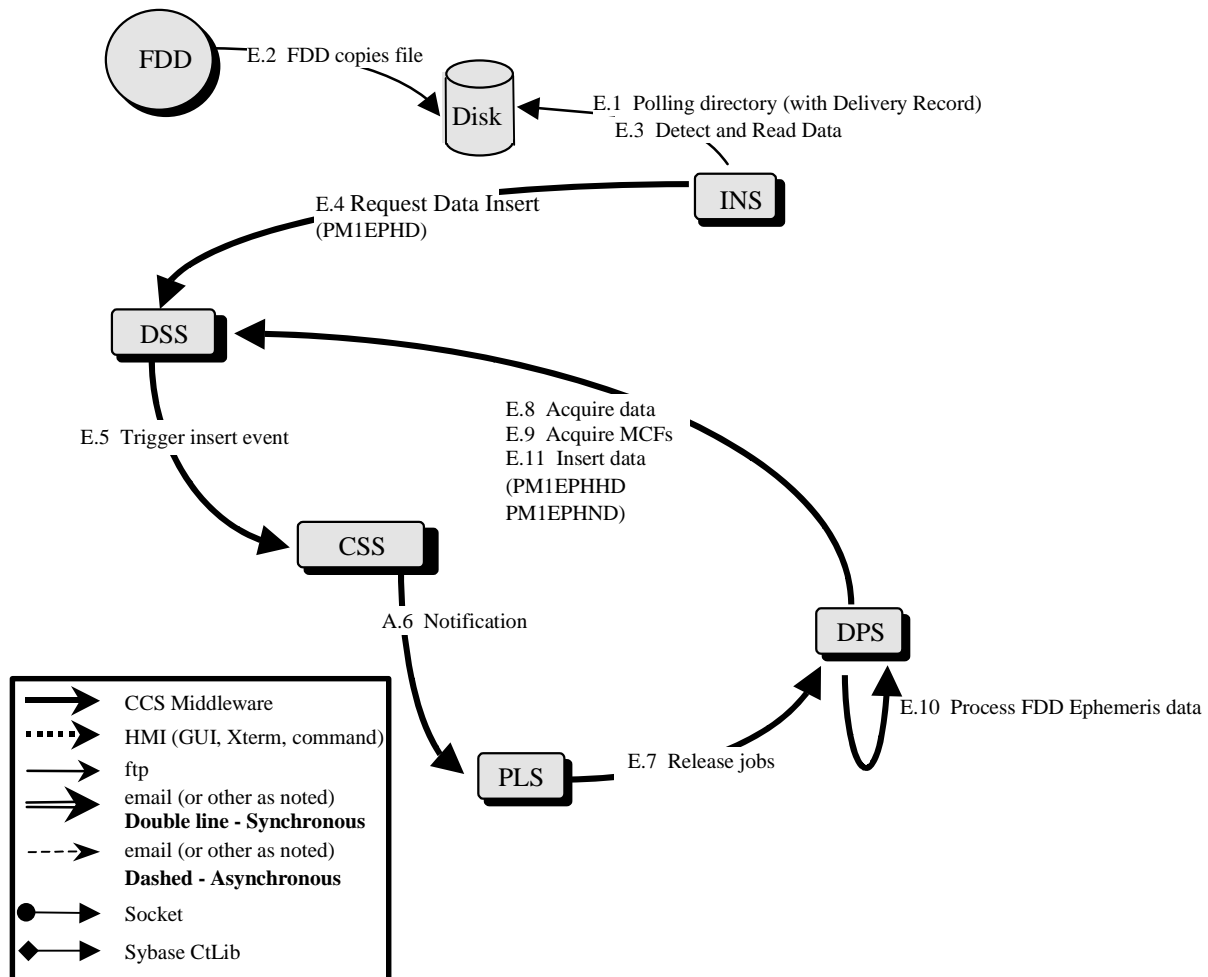 FDD
E.2 FDD copies file
Disk
E.1 Polling directory (with Delivery Record)
E.3 Detect and Read Data
INS
E.4 Request Data Insert
(PM1EPHD)
DSS
E.8 Acquire data
E.9 Acquire MCFs
E.11 Insert data
(PM1EPHHD
PM1EPHND)
E.5 Trigger insert event
CSS
A.6 Notification
DPS
E.10 Process FDD Ephemeris data
E.7 Release jobs
PLS
CCS Middleware
HMI (GUI, Xterm, command)
ftp
email (or other as noted)
Double line - Synchronous
email (or other as noted)
Dashed - Asynchronous
Socket
Sybase CtLib